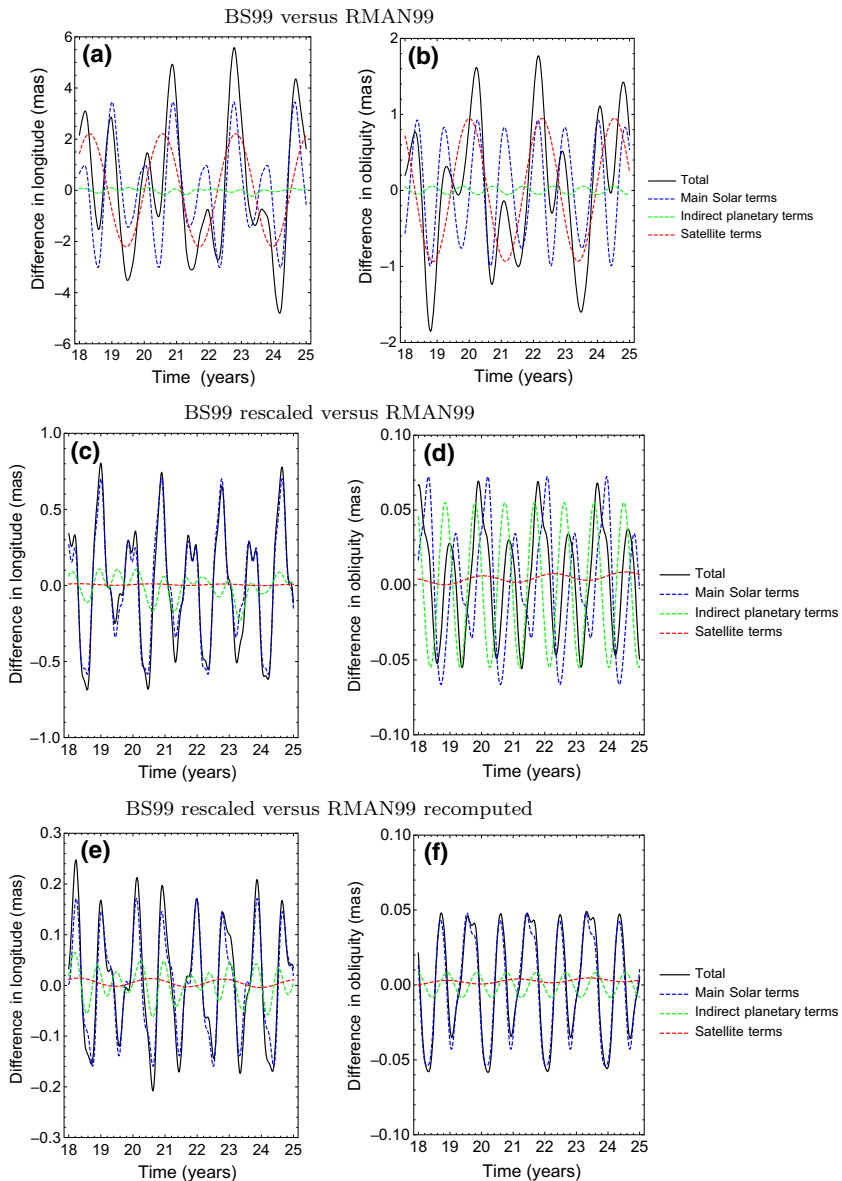 BS99 versus RMAN99
(a)
Difference in longitude (mas)
6
4
2
0
−2
−4
−6
18 19 20 21 22 23 24 25
Time (years)
(b)
Difference in obliquity (mas)
2
1
0
−1
−2
18 19 20 21 22 23 24 25
Time (years)
Total
Main Solar terms
Indirect planetary terms
Satellite terms
BS99 rescaled versus RMAN99
(c)
Difference in longitude (mas)
1.0
0.5
0.0
−0.5
−1.0
18 19 20 21 22 23 24 25
Time (years)
(d)
Difference in obliquity (mas)
0.10
0.05
0.00
−0.05
−0.10
18 19 20 21 22 23 24 25
Time (years)
Total
Main Solar terms
Indirect planetary terms
Satellite terms
BS99 rescaled versus RMAN99 recomputed
(e)
Difference in longitude (mas)
0.3
0.2
0.1
0.0
−0.1
−0.2
−0.3
18 19 20 21 22 23 24 25
Time (years)
(f)
Difference in obliquity (mas)
0.10
0.05
0.00
−0.05
−0.10
18 19 20 21 22 23 24 25
Time (years)
Total
Main Solar terms
Indirect planetary terms
Satellite terms